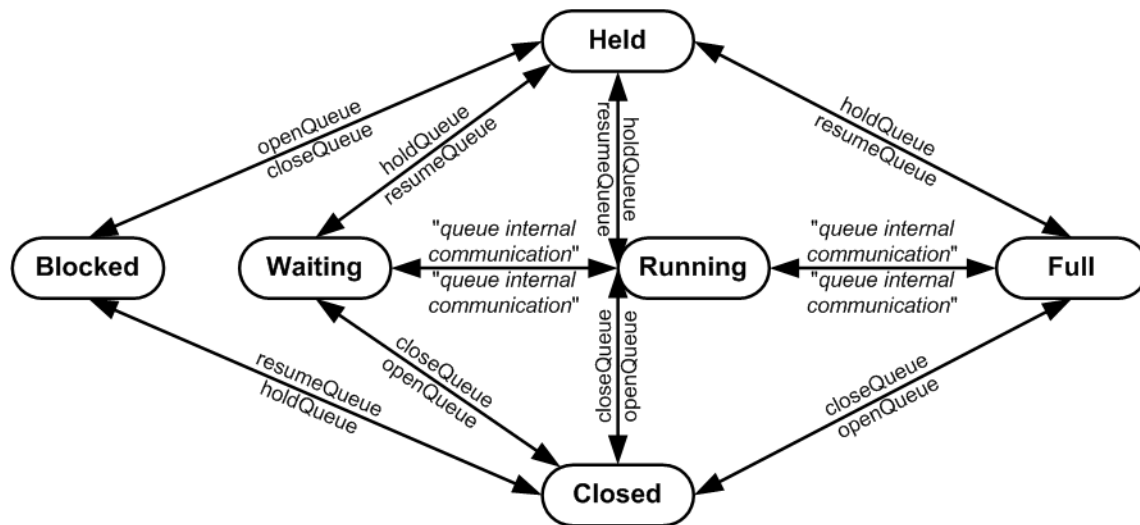 Held
openQueue
closeQueue
holdQueue
resumeQueue
holdQueue
resumeQueue
holdQueue
resumeQueue
"queue internal
communication"
"queue internal
communication"
Blocked
Waiting
Running
Full
"queue internal
communication"
"queue internal
communication"
resumeQueue
holdQueue
closeQueue
openQueue
closeQueue
openQueue
closeQueue
openQueue
Closed